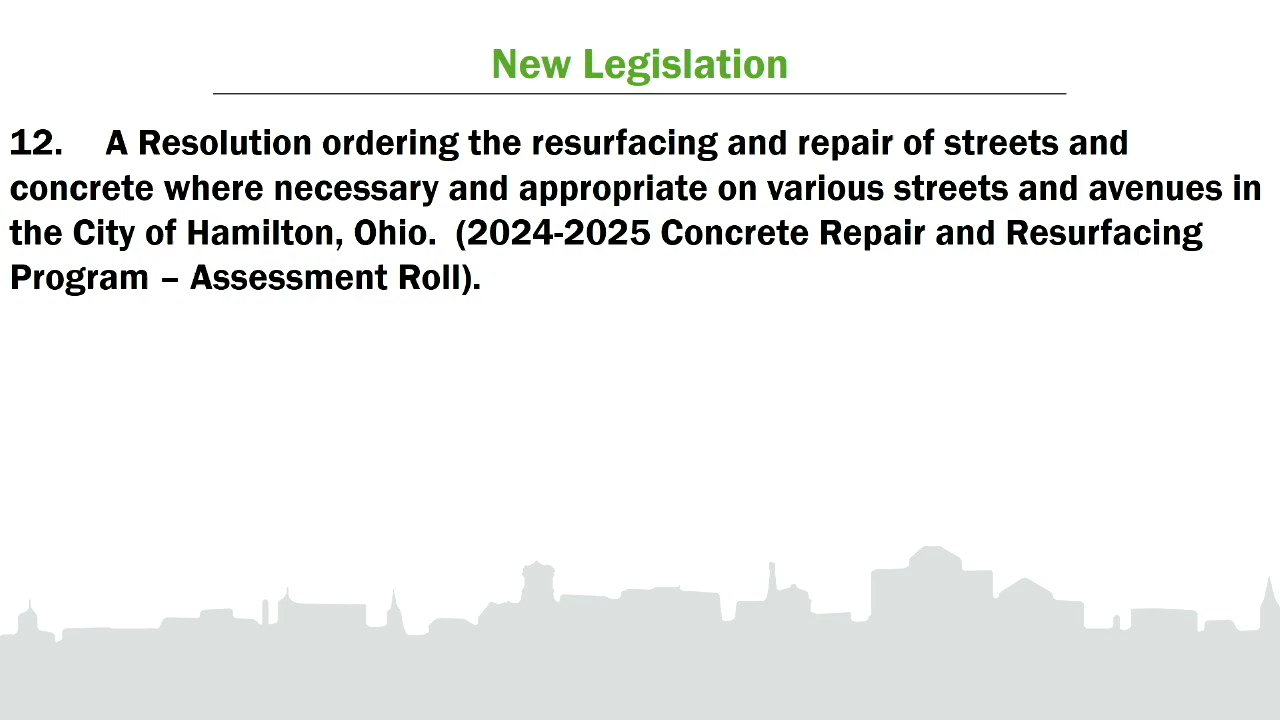 New Legislation
12. A Resolution ordering the resurfacing and repair of streets and
concrete where necessary and appropriate on various streets and avenues in
the City of Hamilton, Ohio. (2024-2025 Concrete Repair and Resurfacing
Program – Assessment Roll).